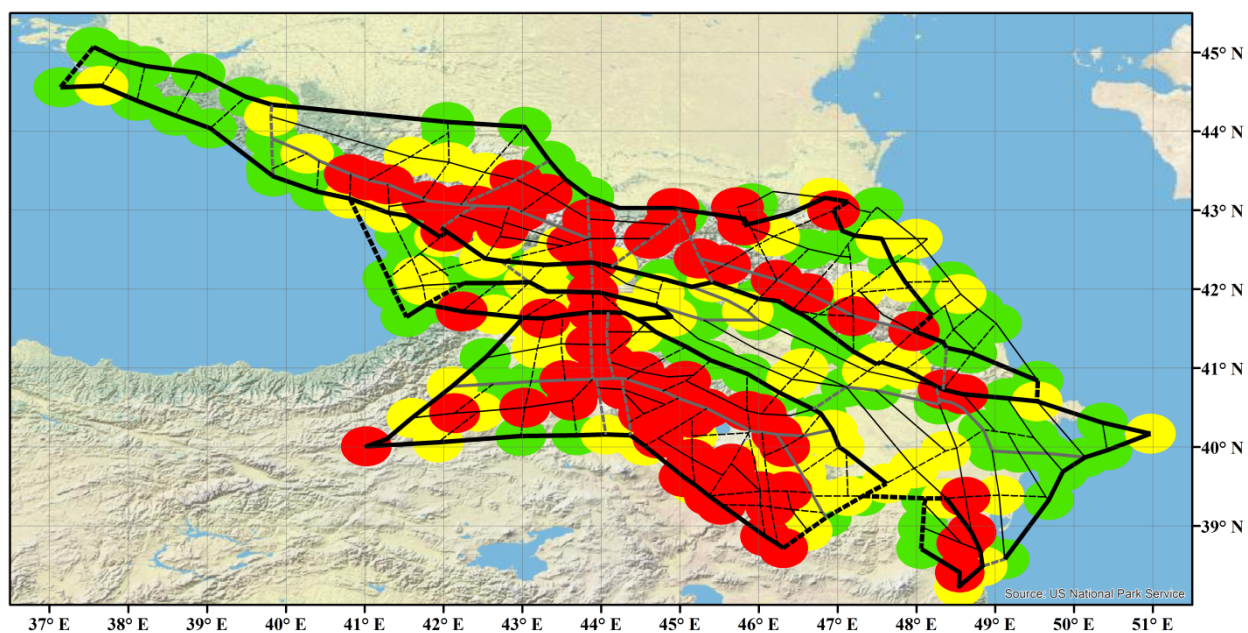 45° N
44° N
43° N
42° N
41° N
40° N
39° N
Source: US National Park Service
37° E 38° E 39° E 40° E 41° E 42° E 43° E 44° E 45° E 46° E 47° E 48° E 49° E 50° E 51° E